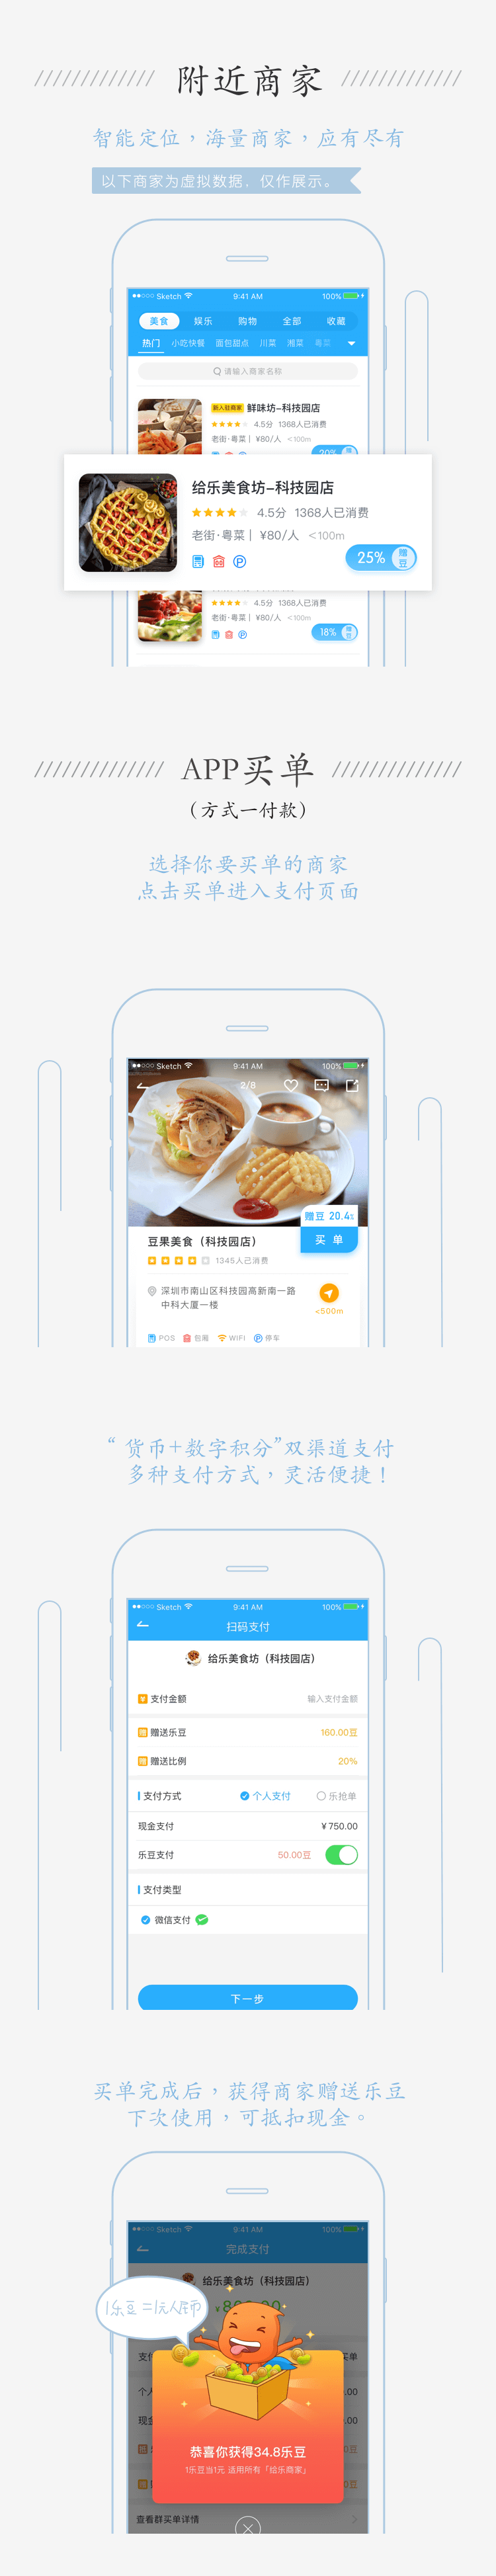 附近商家
智能定位，海量商家，应有尽有
以下商家为虚拟数据，仅作展示。
Sketch 9:41 AM 100%
美食 娱乐 购物 全部 收藏
热门 小吃快餐 面包甜点 川菜 湘菜 粤菜
请输入商家名称
新入驻商家 鲜味坊-科技园店
4.5分 1368人已消费
老街·粤菜 | ¥80/人 <100m
20%
给乐美食坊-科技园店
4.5分 1368人已消费
老街·粤菜 | ¥80/人 <100m
25% 赠豆
4.5分 1368人已消费
老街·粤菜 | ¥80/人 <100m
18% 赠豆
APP买单
（方式一付款）
选择你要买单的商家
点击买单进入支付页面
Sketch 9:41 AM 100%
2/8
赠豆 20.4%
豆果美食（科技园店）
买 单
1345人已消费
深圳市南山区科技园高新南一路
中科大厦一楼
<500m
POS 包厢 WIFI 停车
“货币+数字积分”双渠道支付
多种支付方式，灵活便捷！
Sketch 9:41 AM 100%
扫码支付
给乐美食坊（科技园店）
支付金额 输入支付金额
赠送乐豆 160.00豆
赠送比例 20%
支付方式 个人支付 乐抢单
现金支付 ¥750.00
乐豆支付 50.00豆
支付类型
微信支付
下一步
买单完成后，获得商家赠送乐豆
下次使用，可抵扣现金。
Sketch 9:41 AM 100%
完成支付
给乐美食坊（科技园店）
1乐豆=1元人民币
恭喜你获得34.8乐豆
1乐豆当1元 适用所有「给乐商家」
查看群买单详情